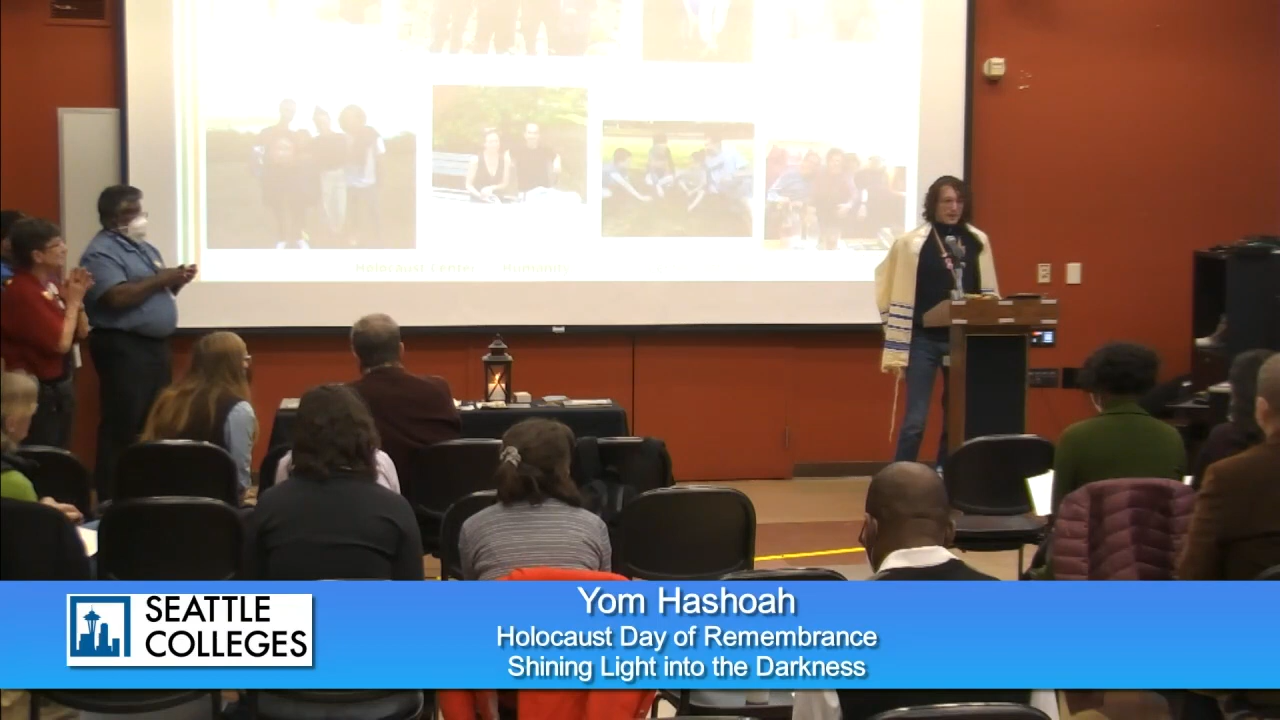 Holocaust Center
SEATTLE
COLLEGES
Yom Hashoah
Holocaust Day of Remembrance
Shining Light into the Darkness